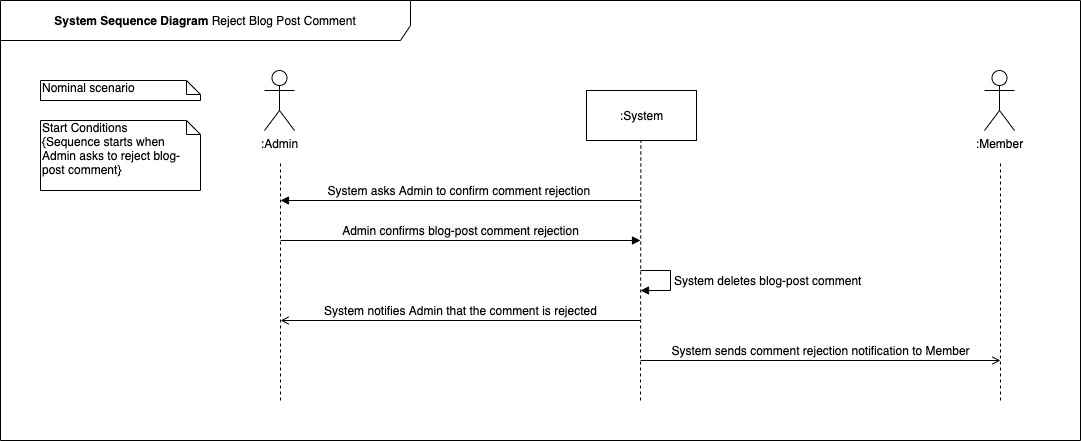 System Sequence Diagram Reject Blog Post Comment
Nominal scenario
Start Conditions
{Sequence starts when
Admin asks to reject blog-
post comment}
:Admin
:System
:Member
System asks Admin to confirm comment rejection
Admin confirms blog-post comment rejection
System deletes blog-post comment
System notifies Admin that the comment is rejected
System sends comment rejection notification to Member